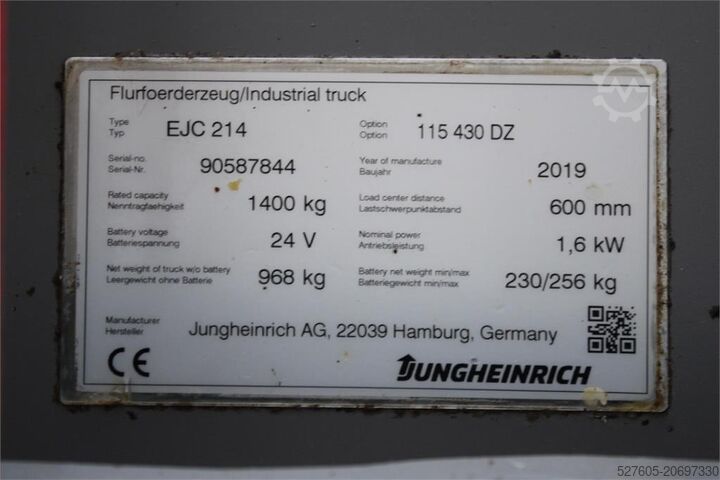 Flurfoerderzeug/Industrial truck
Type EJC 214 Option 115 430 DZ
Typ Option
Serial-no. 90587844 Year of manufacture 2019
Serial-Nr. Baujahr
Rated capacity 1400 kg Load center distance 600 mm
Nenntragfaehigkeit Lastschwerpunktabstand
Battery voltage 24 V Nominal power 1,6 kW
Batteriespannung Antriebsleistung
Net weight of truck w/o battery 968 kg Battery net weight min/max 230/256 kg
Leergewicht ohne Batterie Batteriegewicht min/max
Manufacturer Jungheinrich AG, 22039 Hamburg, Germany
Hersteller
CE JUNGHEINRICH
527605-20697330